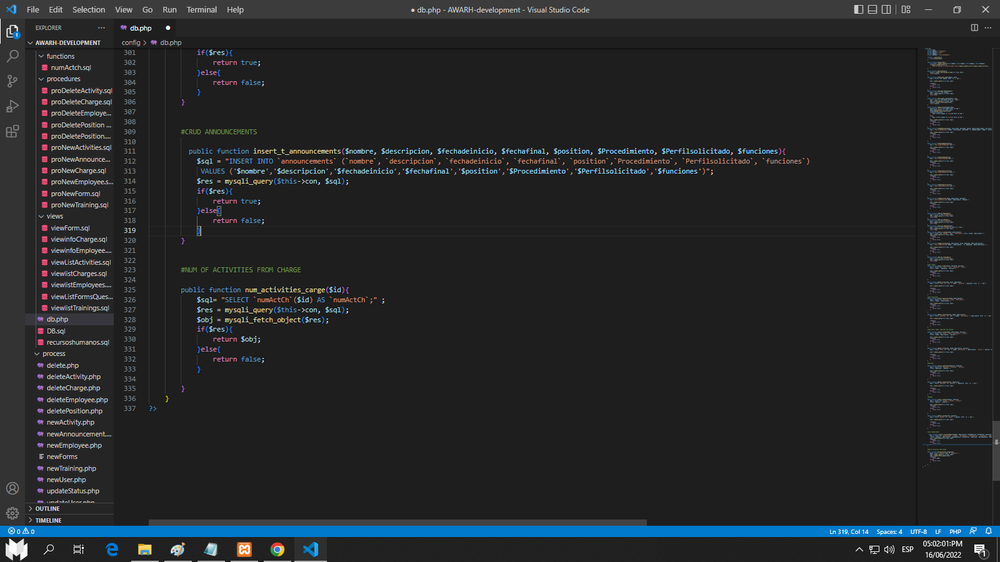 File Edit Selection View Go Run Terminal Help
● db.php - AWARH-development - Visual Studio Code
EXPLORER ···
AWARH-DEVELOPMENT
functions
numActch.sql
procedures
proDeleteActivity.sql
proDeleteCharge.sql
proDeleteEmploye...
proDeletePosition ...
proDeletePosition....
proNewActivities.sql
proNewAnnounce...
proNewCharge.sql
proNewEmployee.s...
proNewForm.sql
proNewTraining.sql
views
viewForm.sql
viewinfoCharge.sql
viewinfoEmployee....
viewListActivities.sql
viewlistCharges.sql
viewlistEmployees....
viewListFormsQues...
viewlistTrainings.sql
db.php
DB.sql
recursoshumanos.sql
process
delete.php
deleteActivity.php
deleteCharge.php
deleteEmployee.php
deletePosition.php
newActivity.php
newAnnouncement....
newEmployee.php
newForms
newTraining.php
newUser.php
updateStatus.php
updateUser.php
OUTLINE
TIMELINE
db.php ●
config > db.php
301 if($res){
302 return true;
303 }else{
304 return false;
305 }
306 }
307
308
309 #CRUD ANNOUNCEMENTS
310
311 public function insert_t_announcements($nombre, $descripcion, $fechadeinicio, $fechafinal, $position, $Procedimiento, $Perfilsolicitado, $funciones){
312 $sql = "INSERT INTO `announcements` (`nombre`, `descripcion`, `fechadeinicio`, `fechafinal`, `position`,`Procedimiento`, `Perfilsolicitado`, `funciones`)
313 VALUES ('$nombre','$descripcion','$fechadeinicio','$fechafinal','$position','$Procedimiento','$Perfilsolicitado','$funciones')";
314 $res = mysqli_query($this->con, $sql);
315 if($res){
316 return true;
317 }else{
318 return false;
319 }
320 }
321
322
323 #NUM OF ACTIVITIES FROM CHARGE
324
325 public function num_activities_carge($id){
326 $sql= "SELECT `numActCh`($id) AS `numActCh`;" ;
327 $res = mysqli_query($this->con, $sql);
328 $obj = mysqli_fetch_object($res);
329 if($res){
330 return $obj;
331 }else{
332 return false;
333 }
334
335 }
336 }
337 ?>
0 0
Ln 319, Col 14 Spaces: 4 UTF-8 LF PHP
ESP
05:02:01:PM
16/06/2022
1